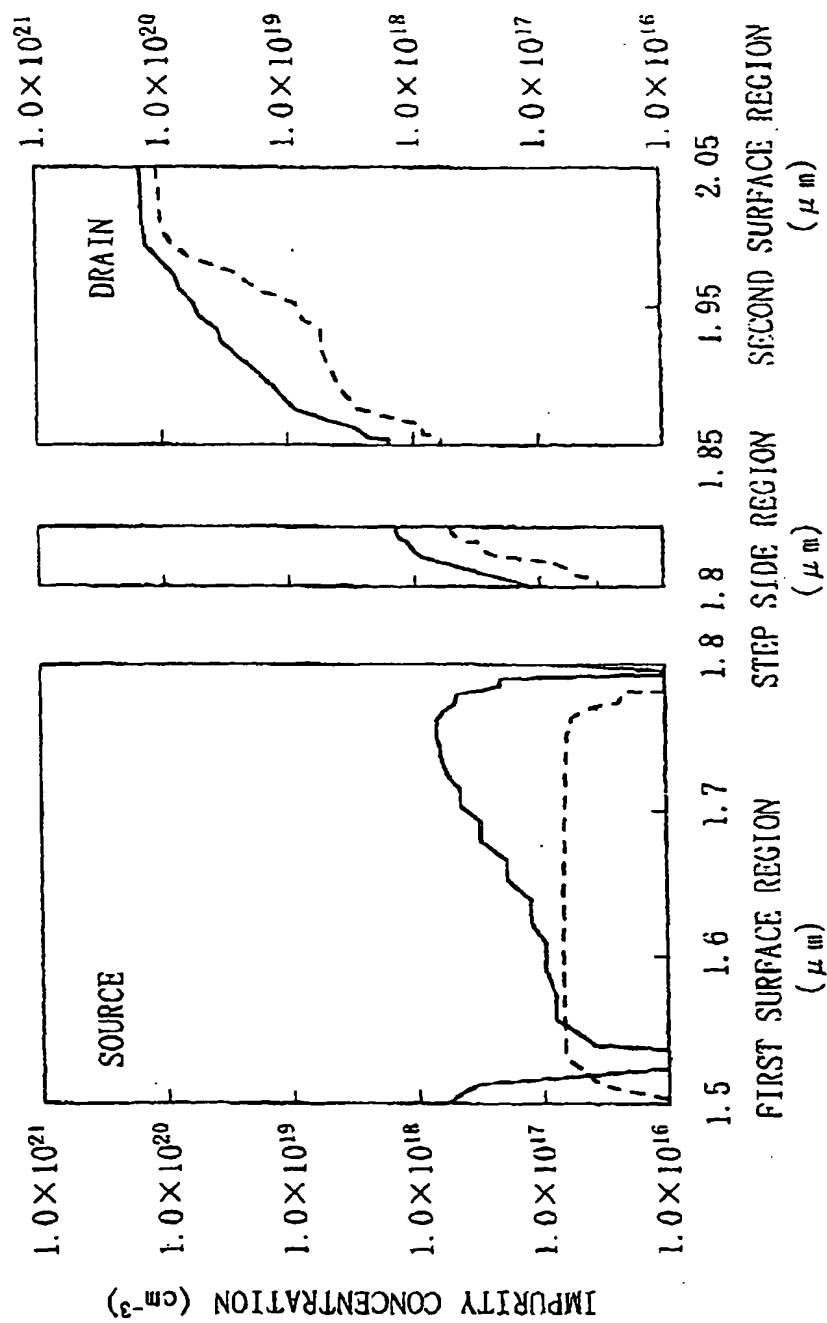 IMPURITY CONCENTRATION (cm⁻³)
1.0×10²¹
1.0×10²⁰
1.0×10¹⁹
1.0×10¹⁸
1.0×10¹⁷
1.0×10¹⁶
SOURCE
DRAIN
1.0×10²¹
1.0×10²⁰
1.0×10¹⁹
1.0×10¹⁸
1.0×10¹⁷
1.0×10¹⁶
1.5 1.6 1.7 1.8
1.8
1.85 1.95 2.05
FIRST SURFACE REGION
(μm)
STEP SIDE REGION
(μm)
SECOND SURFACE REGION
(μm)